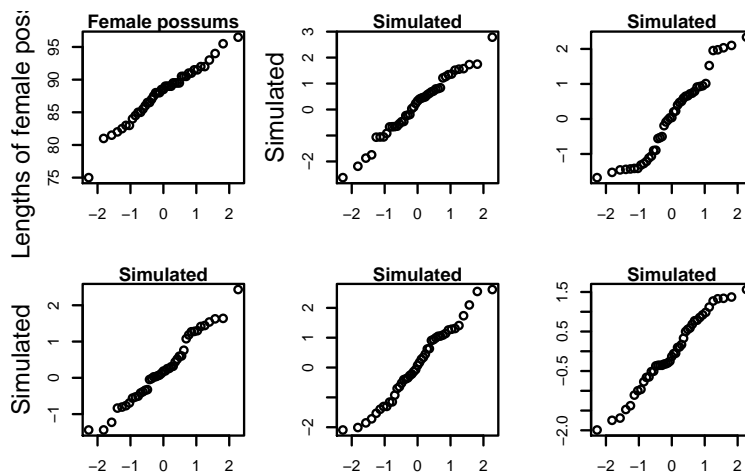 Female possums
Lengths of female pos
75 80 85 90 95
−2 −1 0 1 2
Simulated
Simulated
−2 0 1 2 3
−2 −1 0 1 2
Simulated
−1 0 1 2
−2 −1 0 1 2
Simulated
Simulated
−1 0 1 2
−2 −1 0 1 2
Simulated
−2 0 1 2
−2 −1 0 1 2
Simulated
−2.0 −0.5 0.5 1.5
−2 −1 0 1 2